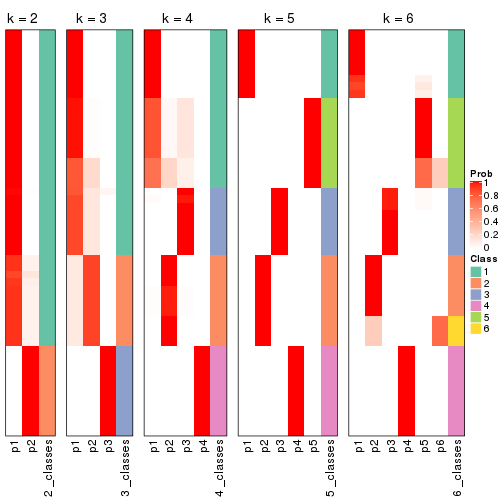 k = 2
k = 3
k = 4
k = 5
k = 6
Prob
1
0.8
0.6
0.4
0.2
0
Class
1
2
3
4
5
6
p1
p2
2_classes
p1
p2
p3
3_classes
p1
p2
p3
p4
4_classes
p1
p2
p3
p4
p5
5_classes
p1
p2
p3
p4
p5
p6
6_classes